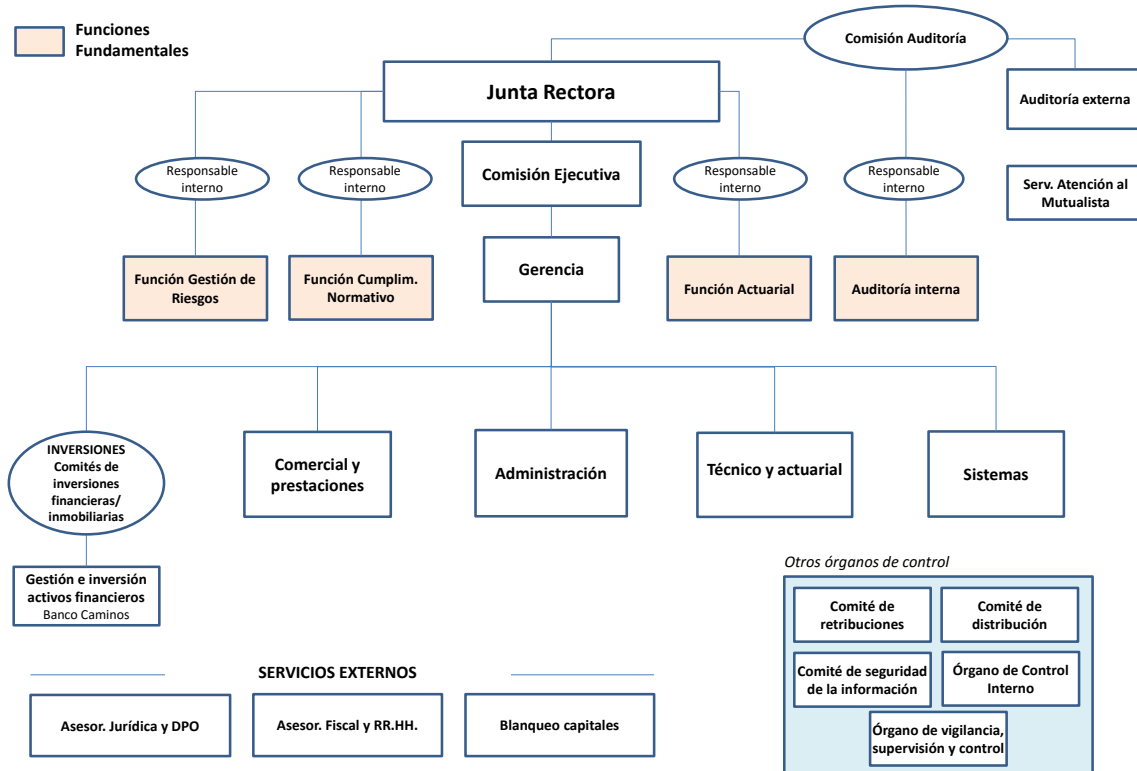 Funciones
Fundamentales
Comisión Auditoría
Junta Rectora
Auditoría externa
Responsable
interno
Responsable
interno
Comisión Ejecutiva
Responsable
interno
Responsable
interno
Serv. Atención al
Mutualista
Función Gestión de
Riesgos
Función Cumplim.
Normativo
Gerencia
Función Actuarial
Auditoría interna
INVERSIONES
Comités de
inversiones
financieras/
inmobiliarias
Comercial y
prestaciones
Administración
Técnico y actuarial
Sistemas
Gestión e inversión
activos financieros
Banco Caminos
Otros órganos de control
Comité de
retribuciones
Comité de
distribución
Comité de seguridad
de la información
Órgano de Control
Interno
Órgano de vigilancia,
supervisión y control
SERVICIOS EXTERNOS
Asesor. Jurídica y DPO
Asesor. Fiscal y RR.HH.
Blanqueo capitales